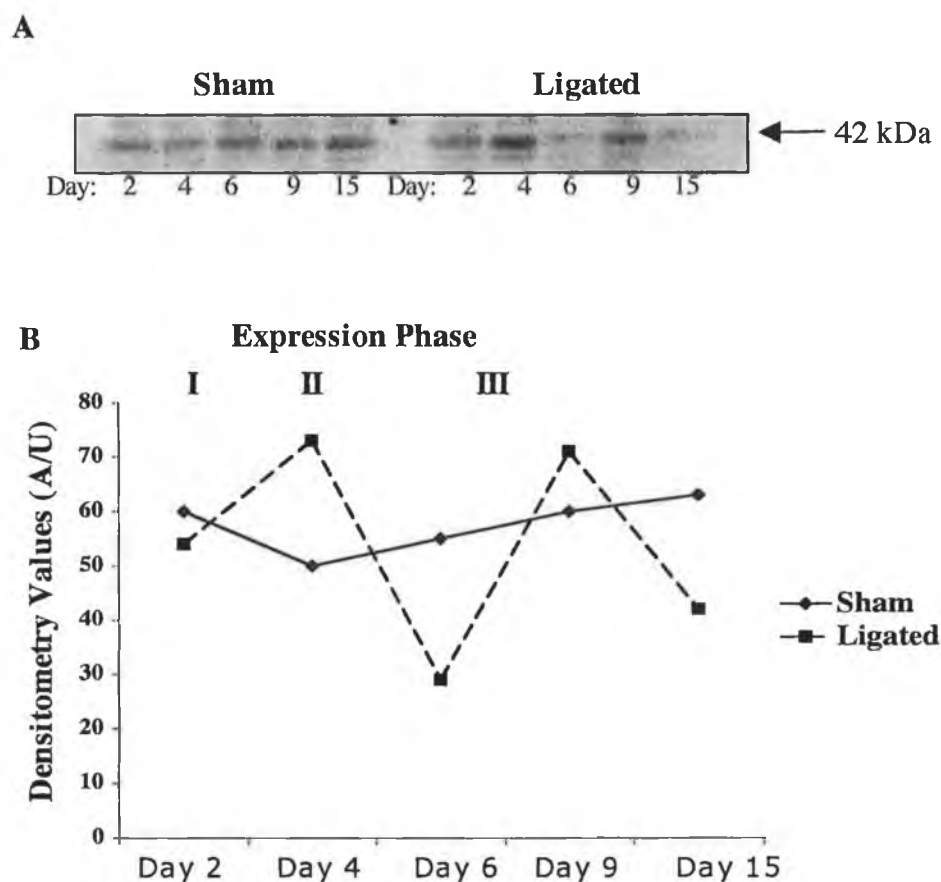 A
Sham Ligated
42 kDa
Day: 2 4 6 9 15 Day: 2 4 6 9 15
B Expression Phase
I II III
80
70
60
50
40
30
20
10
0
Densitometry Values (A/U)
Day 2 Day 4 Day 6 Day 9 Day 15
Sham
Ligated